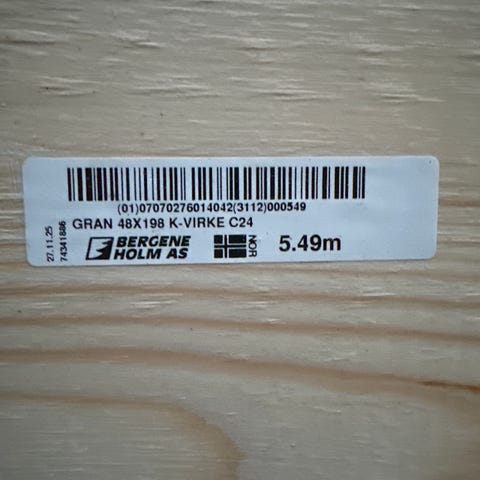 (01)07070276014042(3112)000549
GRAN 48X198 K-VIRKE C24
BERGENE
HOLM AS
NOR
5.49m
27.11.25
74341886